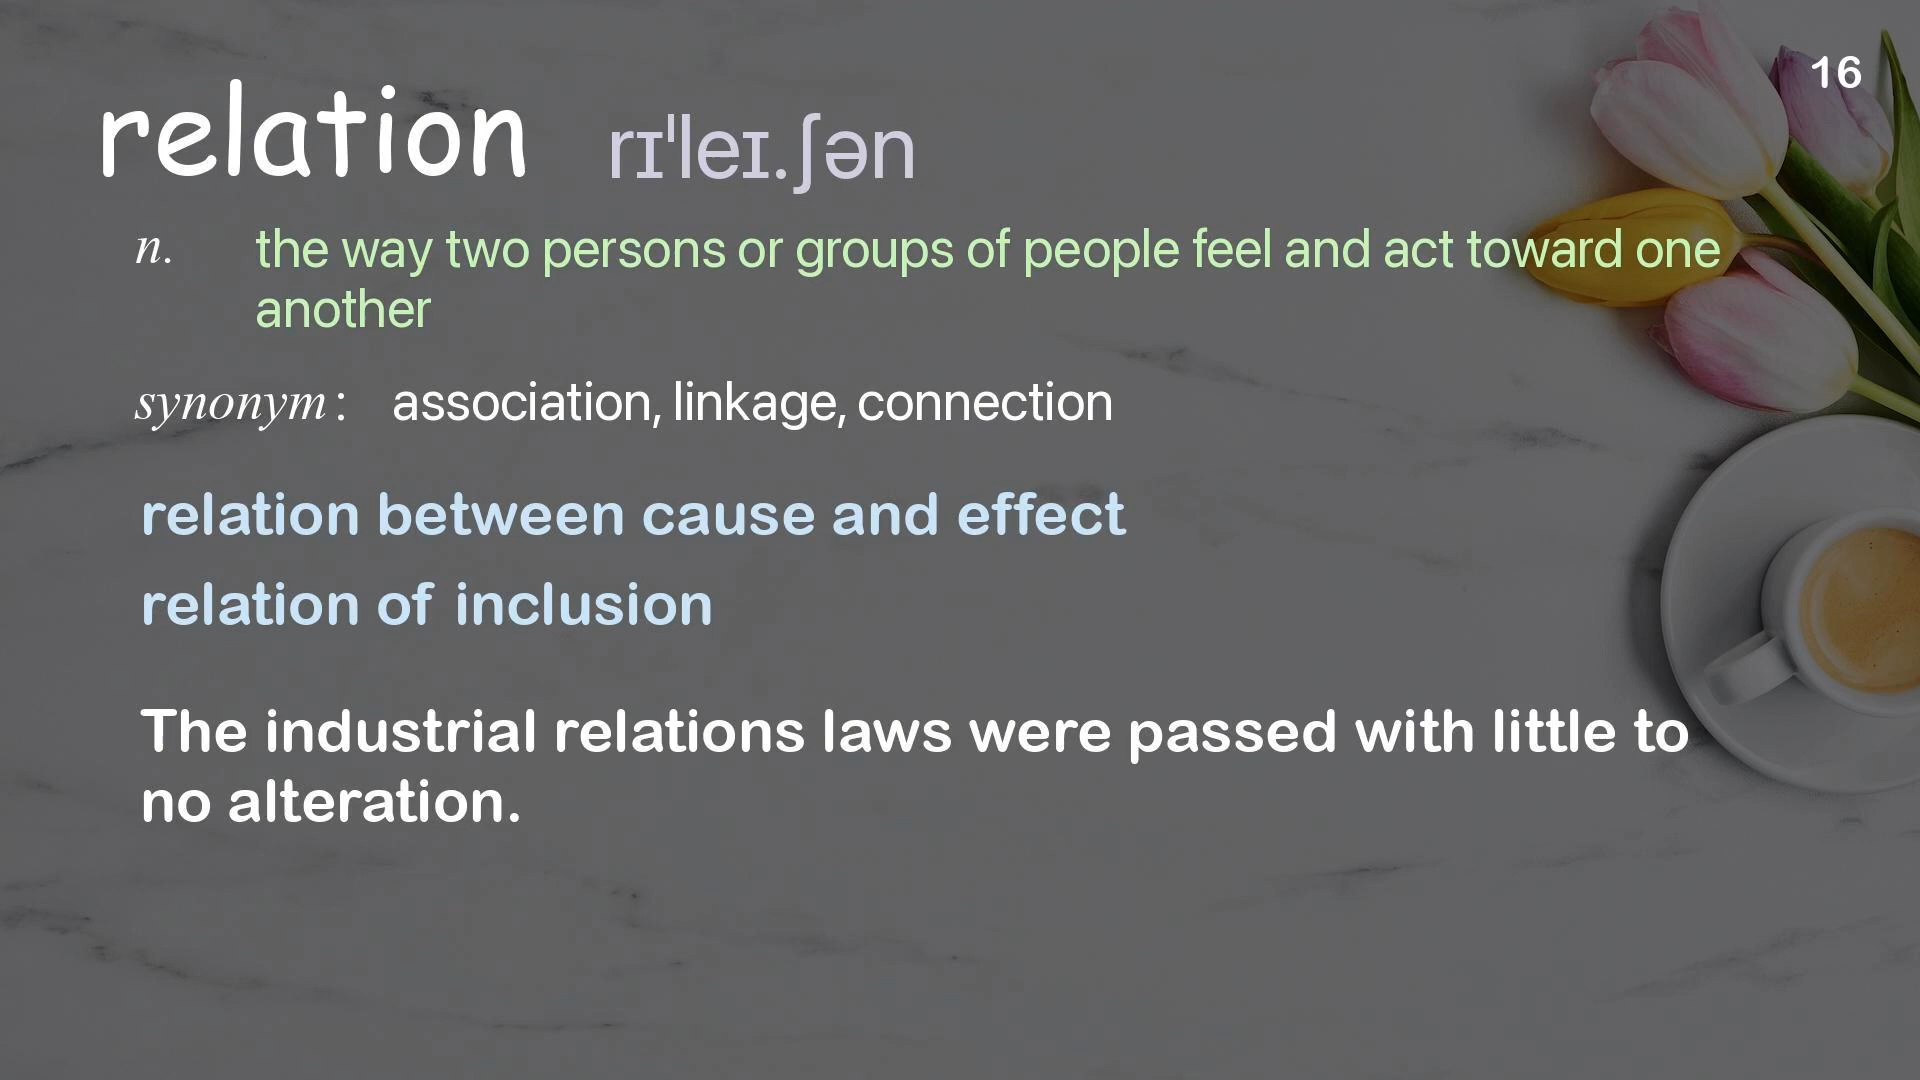 16
relation rɪˈleɪ.ʃən
n. the way two persons or groups of people feel and act toward one
another
synonym: association, linkage, connection
relation between cause and effect
relation of inclusion
The industrial relations laws were passed with little to
no alteration.